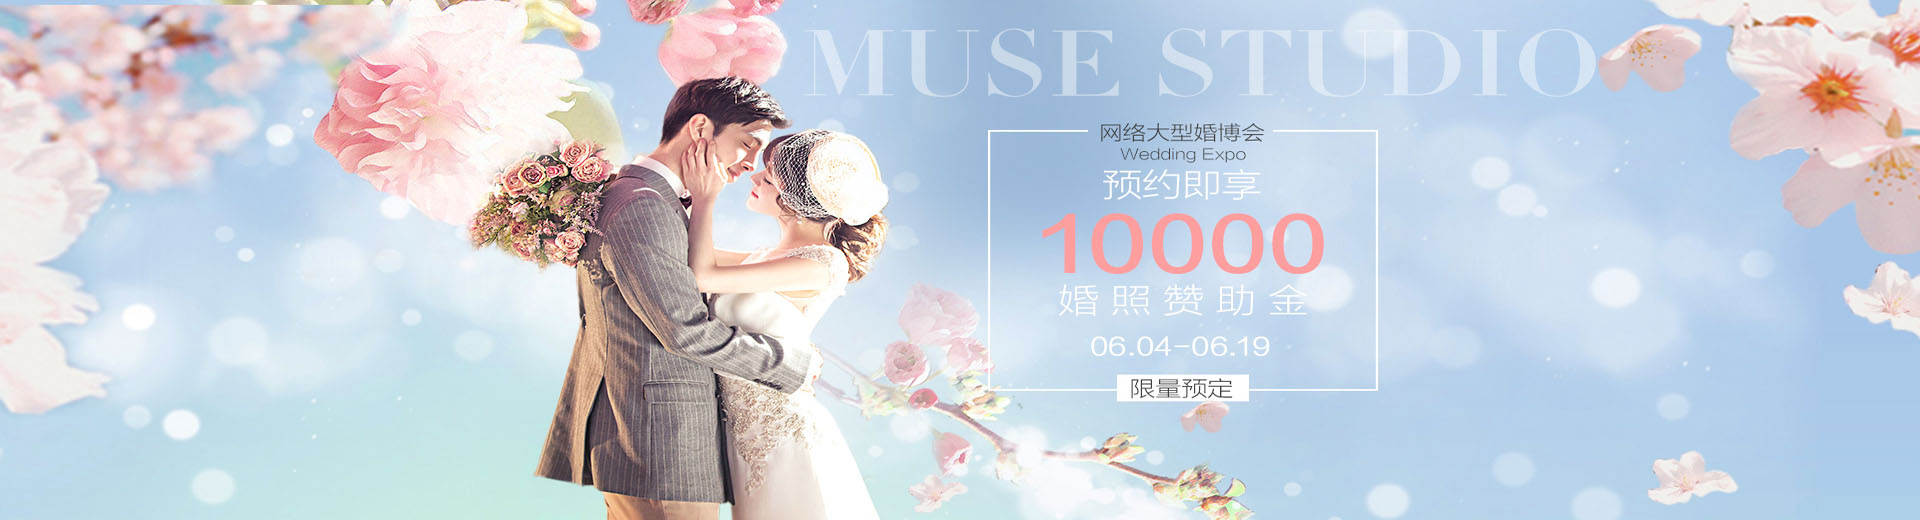 MUSE STUDIO
网络大型婚博会
Wedding Expo
预约即享
10000
婚照赞助金
06.04-06.19
限量预定